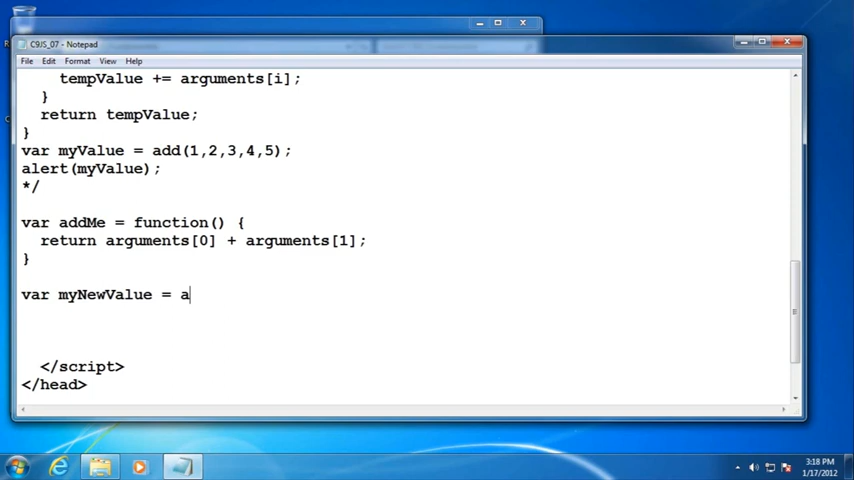 C9JS_07 - Notepad
File Edit Format View Help
tempValue += arguments[i];
}
return tempValue;
}
var myValue = add(1,2,3,4,5);
alert(myValue);
*/
var addMe = function() {
return arguments[0] + arguments[1];
}
var myNewValue = a
</script>
</head>
3:18 PM
1/17/2012